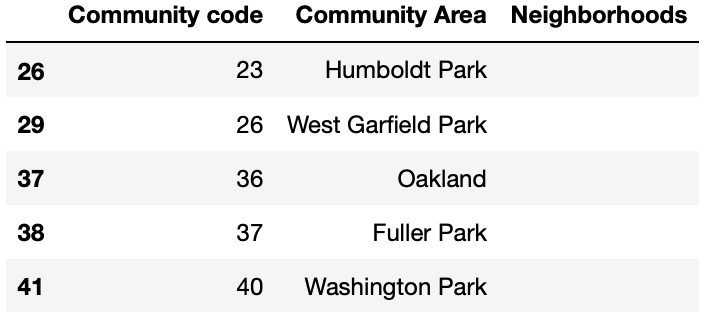 Community code Community Area Neighborhoods
26 23 Humboldt Park
29 26 West Garfield Park
37 36 Oakland
38 37 Fuller Park
41 40 Washington Park